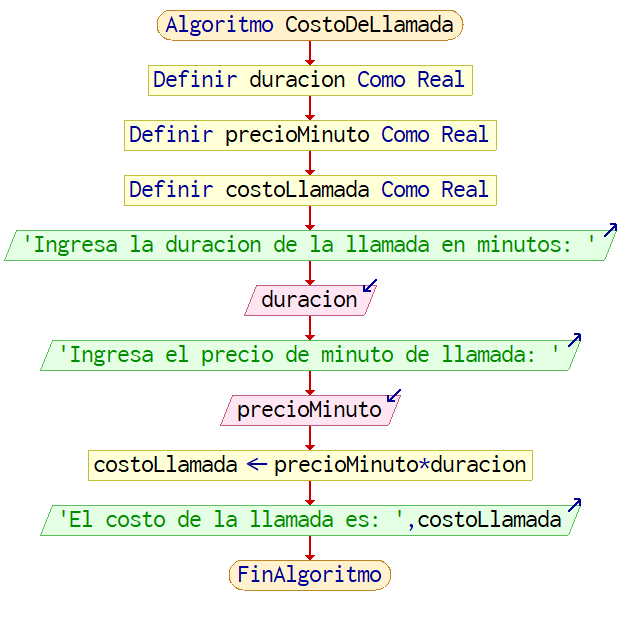 Algoritmo CostoDeLlamada
Definir duracion Como Real
Definir precioMinuto Como Real
Definir costoLlamada Como Real
'Ingresa la duracion de la llamada en minutos: '
duracion
'Ingresa el precio de minuto de llamada: '
precioMinuto
costoLlamada ← precioMinuto*duracion
'El costo de la llamada es: ',costoLlamada
FinAlgoritmo